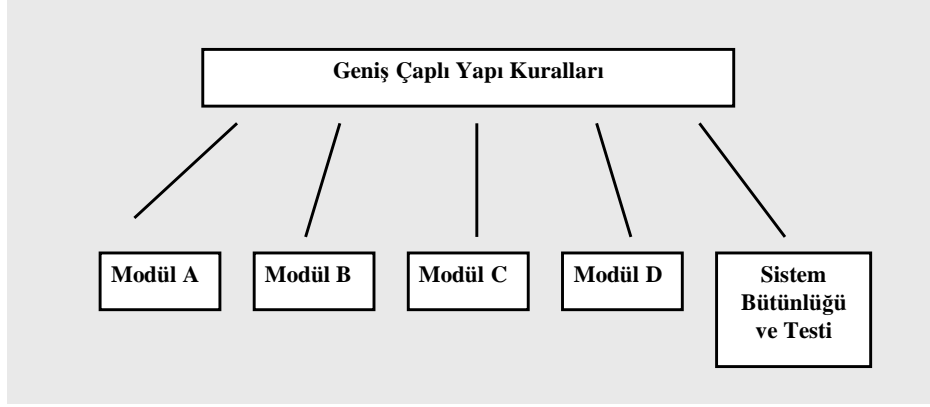 Geniş Çaplı Yapı Kuralları
Modül A
Modül B
Modül C
Modül D
Sistem
Bütünlüğü
ve Testi